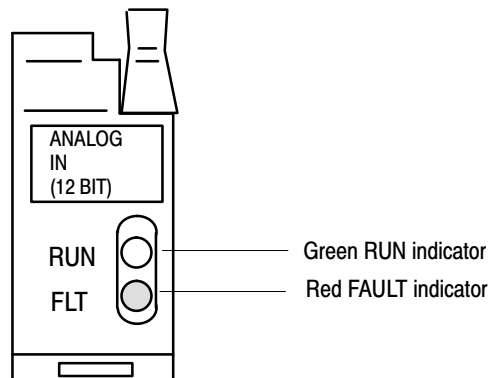 ANALOG
IN
(12 BIT)
RUN
Green RUN indicator
FLT
Red FAULT indicator